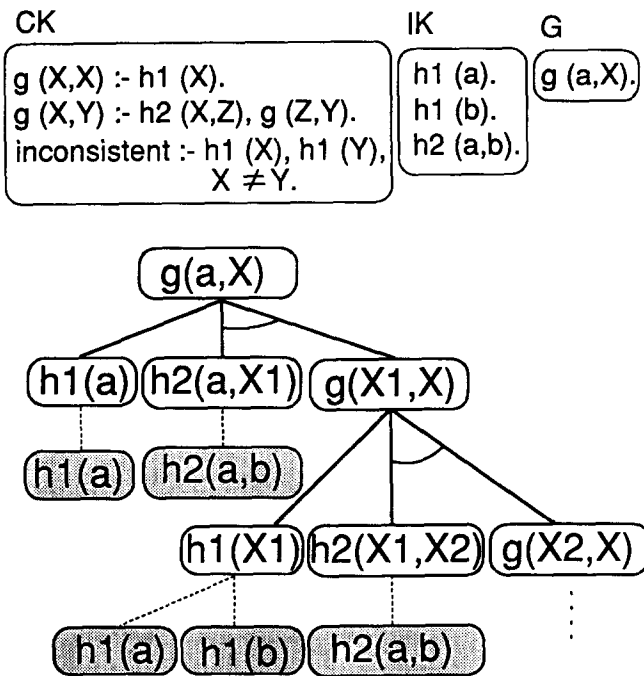 CK IK G
g (X,X) :- h1 (X).
g (X,Y) :- h2 (X,Z), g (Z,Y).
inconsistent :- h1 (X), h1 (Y),
X ≠ Y.
h1 (a).
h1 (b).
h2 (a,b).
g (a,X).
g(a,X)
h1(a) h2(a,X1) g(X1,X)
h1(a) h2(a,b)
h1(X1) h2(X1,X2) g(X2,X)
h1(a) h1(b) h2(a,b)